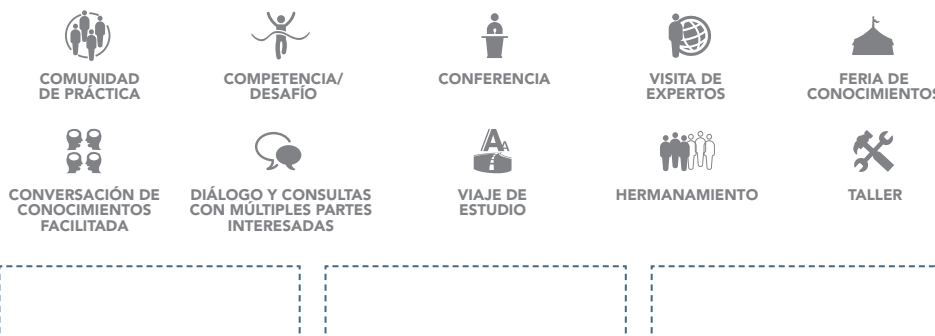 COMUNIDAD
DE PRÁCTICA
COMPETENCIA/
DESAFÍO
CONFERENCIA
VISITA DE
EXPERTOS
FERIA DE
CONOCIMIENTOS
CONVERSACIÓN DE
CONOCIMIENTOS
FACILITADA
DIÁLOGO Y CONSULTAS
CON MÚLTIPLES PARTES
INTERESADAS
VIAJE DE
ESTUDIO
HERMANAMIENTO
TALLER